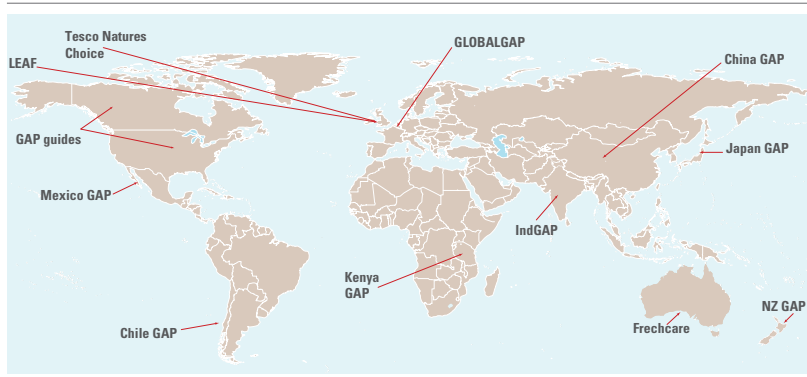 Tesco Natures
Choice
LEAF
GLOBALGAP
China GAP
GAP guides
Japan GAP
Mexico GAP
IndGAP
Kenya
GAP
Chile GAP
Frechcare
NZ GAP